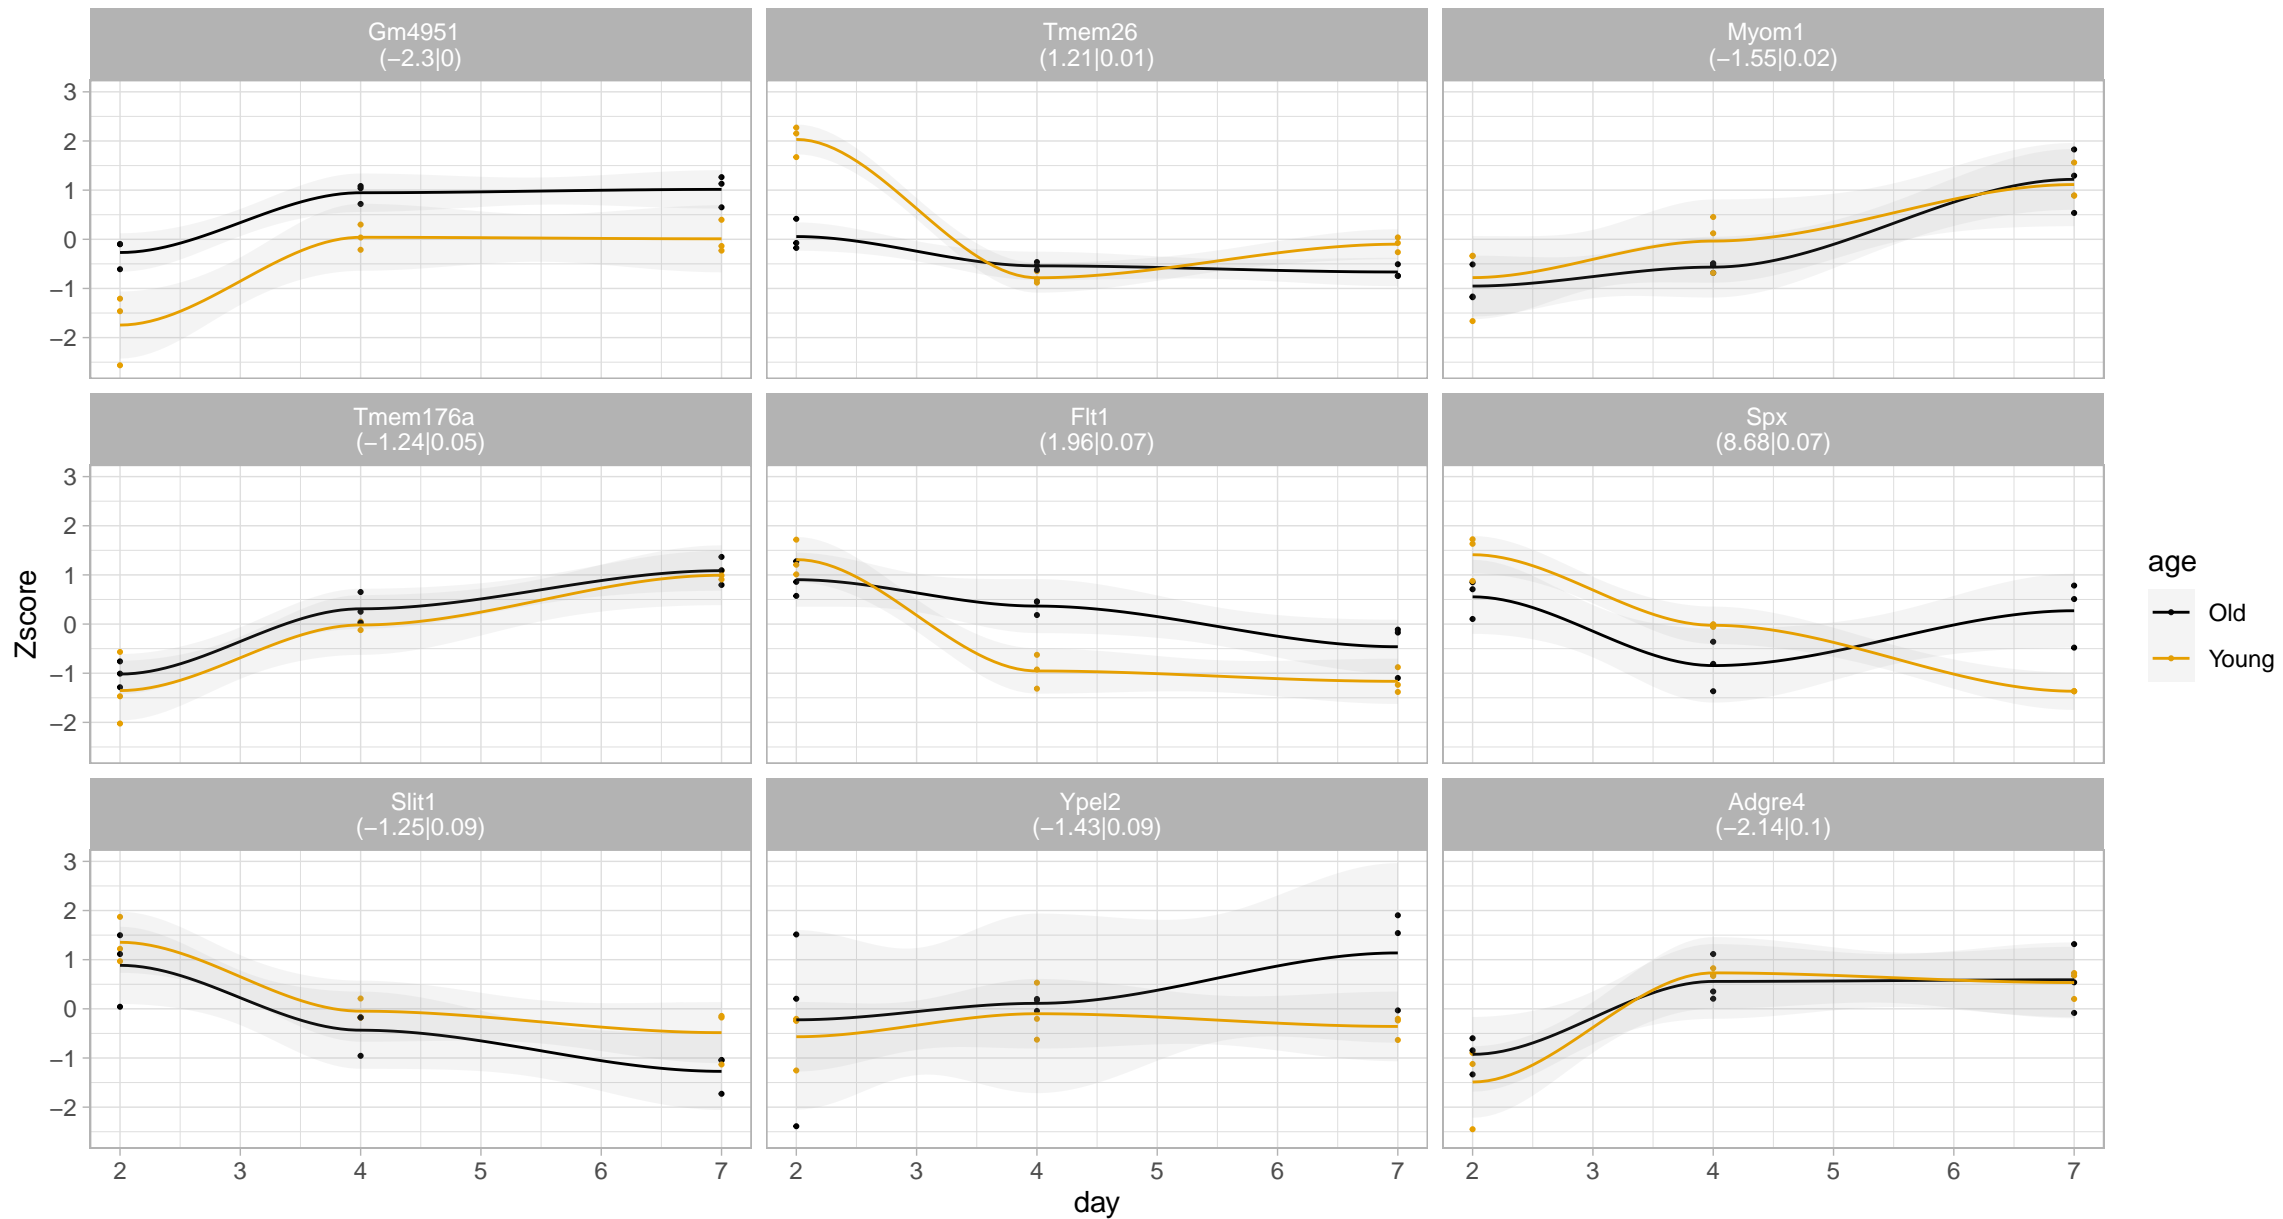 Gm4951
(−2.3|0)
Tmem26
(1.21|0.01)
Myom1
(−1.55|0.02)
3
2
1
0
−1
−2
Tmem176a
(−1.24|0.05)
Flt1
(1.96|0.07)
Spx
(8.68|0.07)
3
2
1
0
−1
−2
Slit1
(−1.25|0.09)
Ypel2
(−1.43|0.09)
Adgre4
(−2.14|0.1)
3
2
1
0
−1
−2
2 3 4 5 6 7
2 3 4 5 6 7
2 3 4 5 6 7
day
Zscore
age
Old
Young